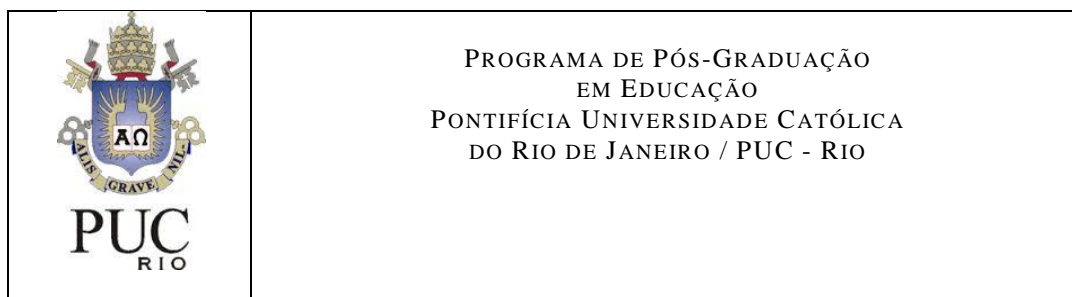 ΑΩ
ALIS
GRAVE
NIL
PUC
RIO
PROGRAMA DE PÓS-GRADUAÇÃO
EM EDUCAÇÃO
PONTIFÍCIA UNIVERSIDADE CATÓLICA
DO RIO DE JANEIRO / PUC - RIO